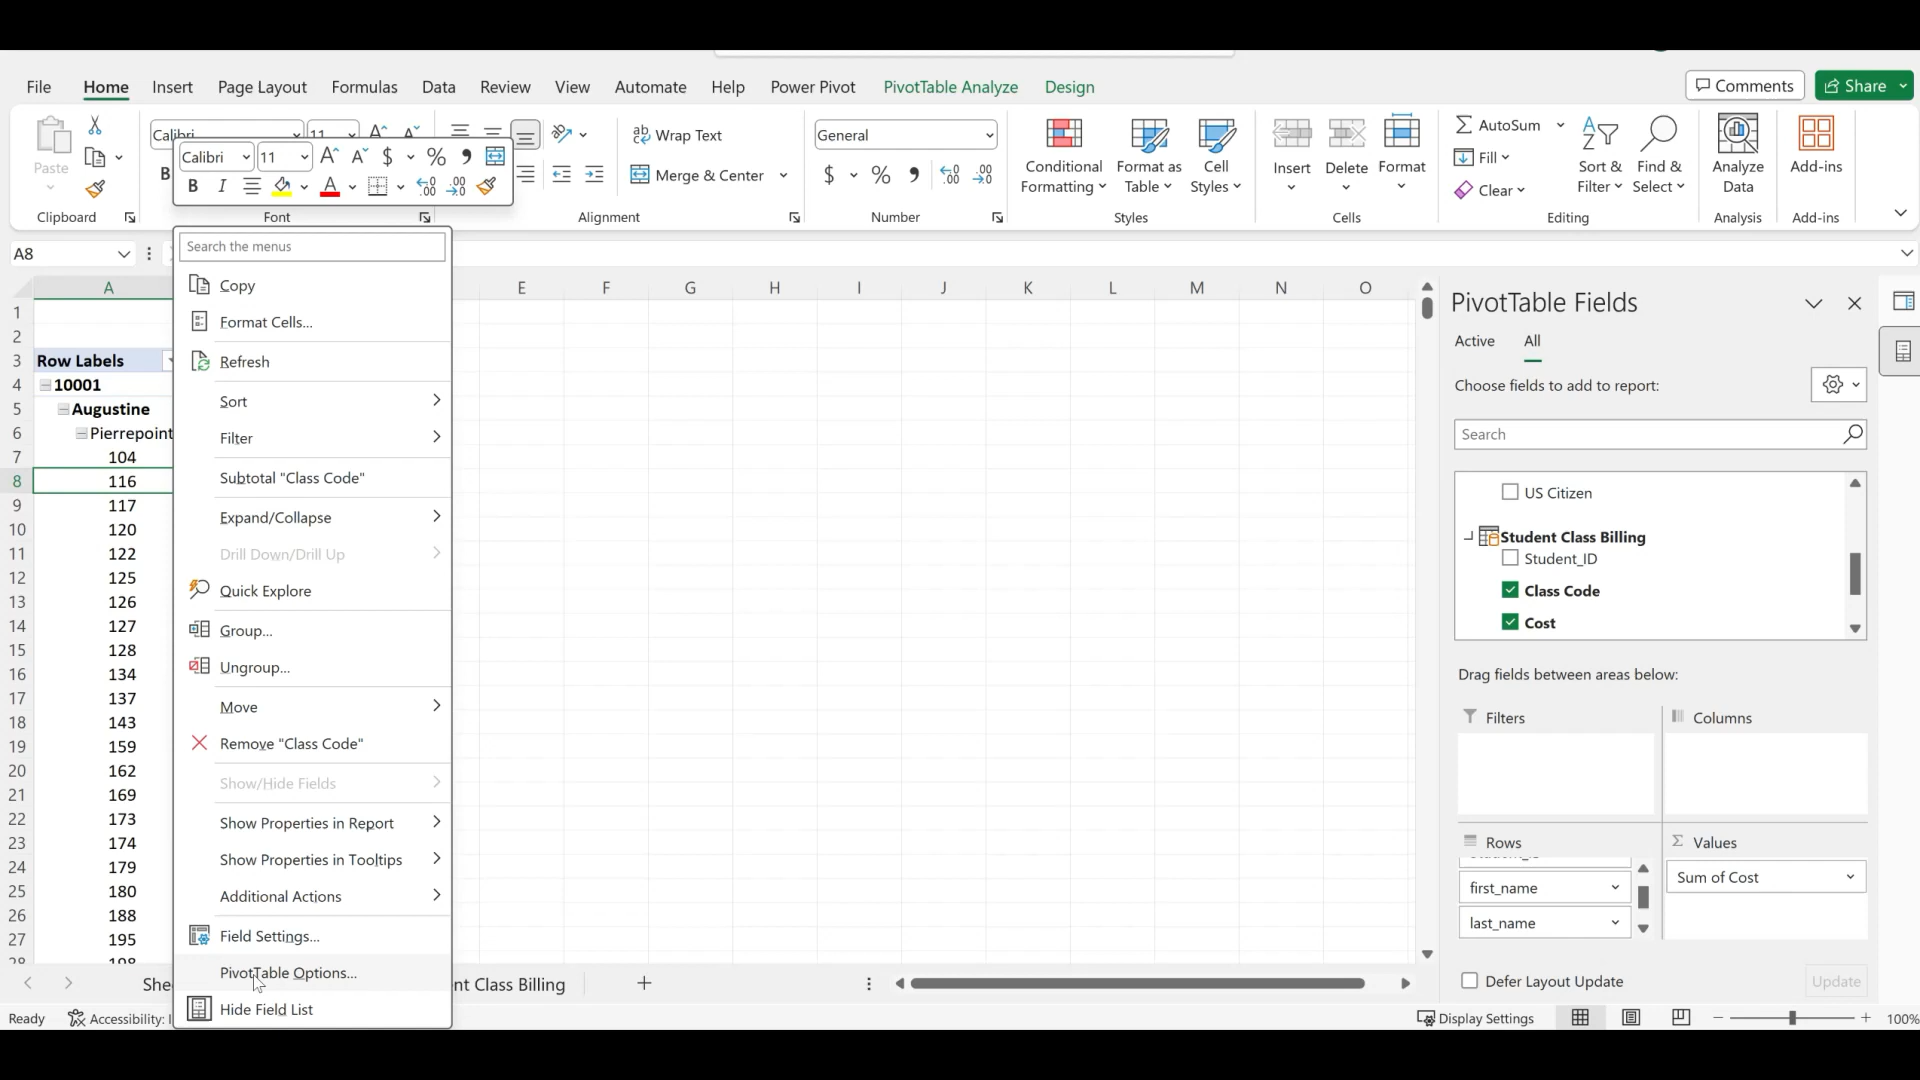 File Home Insert Page Layout Formulas Data Review View Automate Help Power Pivot PivotTable Analyze Design Comments Share
Paste
Clipboard
Calibri 11
Calibri 11 $ % ,
B I A
B
Font
Wrap Text
Merge & Center
Alignment
General
$ % ,
Number
Conditional Formatting
Format as Table
Cell Styles
Styles
Insert
Delete
Format
Cells
AutoSum
Fill
Clear
Sort & Filter
Find & Select
Editing
Analyze Data
Analysis
Add-ins
Add-ins
A8
A E F G H I J K L M N O
1
2
3 Row Labels
4 10001
5 Augustine
6 Pierrepoint
7 104
8 116
9 117
10 120
11 122
12 125
13 126
14 127
15 128
16 134
17 137
18 143
19 159
20 162
21 169
22 173
23 174
24 179
25 180
26 188
27 195
28 198
Search the menus
Copy
Format Cells...
Refresh
Sort
Filter
Subtotal "Class Code"
Expand/Collapse
Drill Down/Drill Up
Quick Explore
Group...
Ungroup...
Move
Remove "Class Code"
Show/Hide Fields
Show Properties in Report
Show Properties in Tooltips
Additional Actions
Field Settings...
PivotTable Options...
Hide Field List
PivotTable Fields
Active All
Choose fields to add to report:
Search
US Citizen
Student Class Billing
Student_ID
Class Code
Cost
Drag fields between areas below:
Filters
Columns
Rows
first_name
last_name
Values
Sum of Cost
Defer Layout Update
Update
Class Billing
Ready
Accessibility:
Display Settings
100%